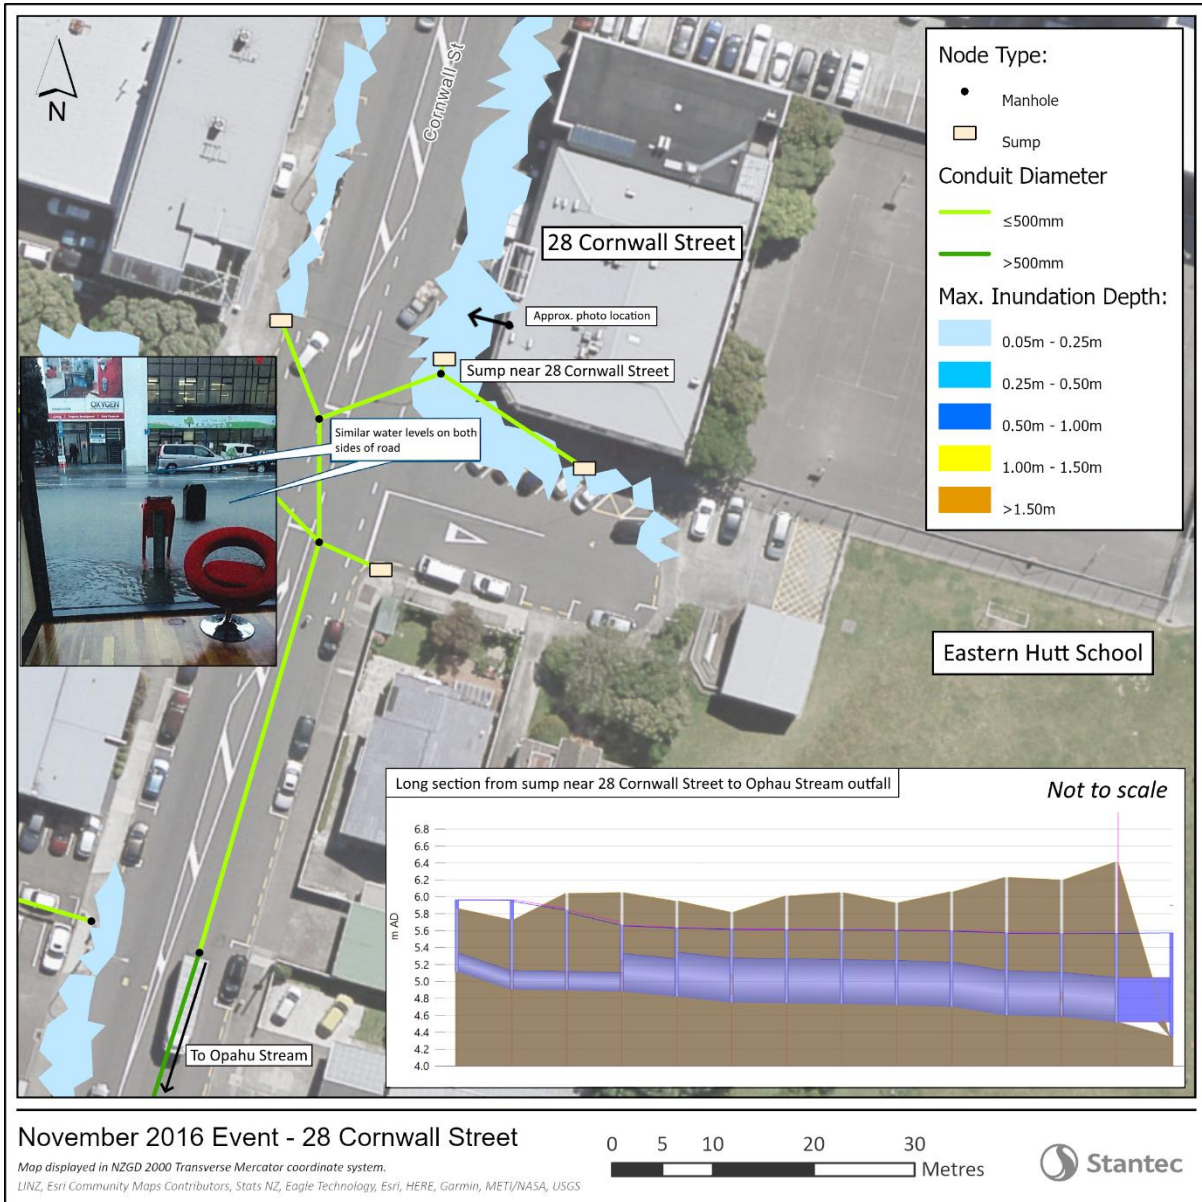 N
Cornwall St
28 Cornwall Street
Approx. photo location
Sump near 28 Cornwall Street
Similar water levels on both
sides of road
OXYGEN
To Opahu Stream
Eastern Hutt School
Node Type:
Manhole
Sump
Conduit Diameter
≤500mm
>500mm
Max. Inundation Depth:
0.05m - 0.25m
0.25m - 0.50m
0.50m - 1.00m
1.00m - 1.50m
>1.50m
Long section from sump near 28 Cornwall Street to Ophau Stream outfall
Not to scale
m AD
6.8
6.6
6.4
6.2
6.0
5.8
5.6
5.4
5.2
5.0
4.8
4.6
4.4
4.2
4.0
November 2016 Event - 28 Cornwall Street
Map displayed in NZGD 2000 Transverse Mercator coordinate system.
LINZ, Esri Community Maps Contributors, Stats NZ, Eagle Technology, Esri, HERE, Garmin, METI/NASA, USGS
0 5 10 20 30
Metres
Stantec